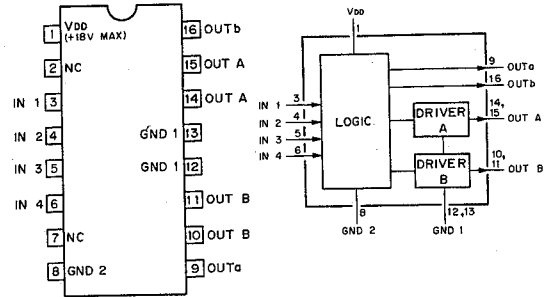 VDD
(+18V MAX)
1
2 NC
IN 1 3
IN 2 4
IN 3 5
IN 4 6
7 NC
8 GND 2
16 OUTb
15 OUT A
14 OUT A
GND 1 13
GND 1 12
11 OUT B
10 OUT B
9 OUTa
VDD
1
9 OUTa
16 OUTb
IN 1 3
IN 2 4
IN 3 5
IN 4 6
LOGIC
DRIVER
A
14,
15 OUT A
DRIVER
B
10,
11 OUT B
8
GND 2
12,13
GND 1